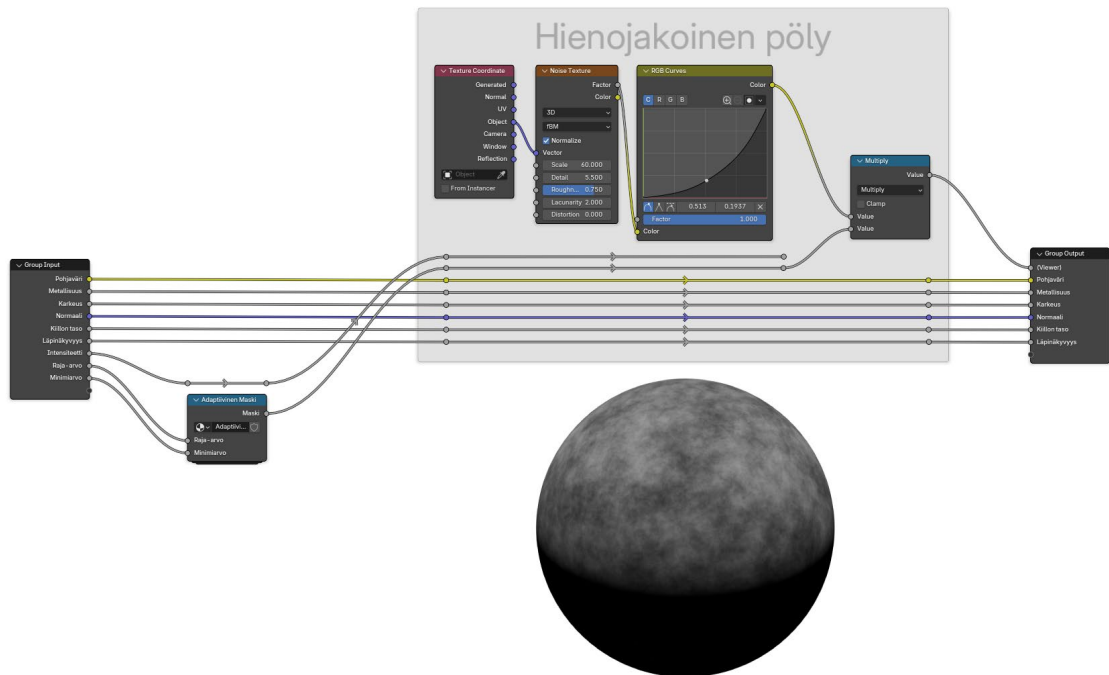 Hienojakoinen pöly
Texture Coordinate
Generated
Normal
UV
Object
Camera
Window
Reflection
Object
From Instancer
Noise Texture
Factor
Color
3D
fBM
Normalize
Vector
Scale 60.000
Detail 5.500
Roughn... 0.750
Lacunarity 2.000
Distortion 0.000
RGB Curves
Color
C R G B
0.513 0.1937
Factor 1.000
Color
Multiply
Value
Multiply
Clamp
Value
Value
Group Input
Pohjaväri
Metallisuus
Karkeus
Normaali
Kiillon taso
Läpinäkyvyys
Intensiteetti
Raja-arvo
Minimiarvo
Adaptiivinen Maski
Maski
Adaptiivi...
Raja-arvo
Minimiarvo
Group Output
(Viewer)
Pohjaväri
Metallisuus
Karkeus
Normaali
Kiillon taso
Läpinäkyvyys